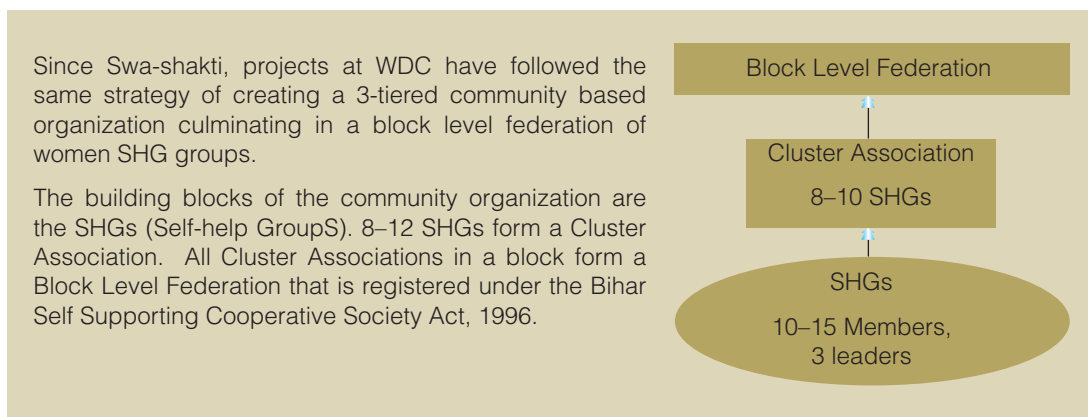 Since Swa-shakti, projects at WDC have followed the
same strategy of creating a 3-tiered community based
organization culminating in a block level federation of
women SHG groups.
The building blocks of the community organization are
the SHGs (Self-help GroupS). 8–12 SHGs form a Cluster
Association. All Cluster Associations in a block form a
Block Level Federation that is registered under the Bihar
Self Supporting Cooperative Society Act, 1996.
Block Level Federation
Cluster Association
8–10 SHGs
SHGs
10–15 Members,
3 leaders